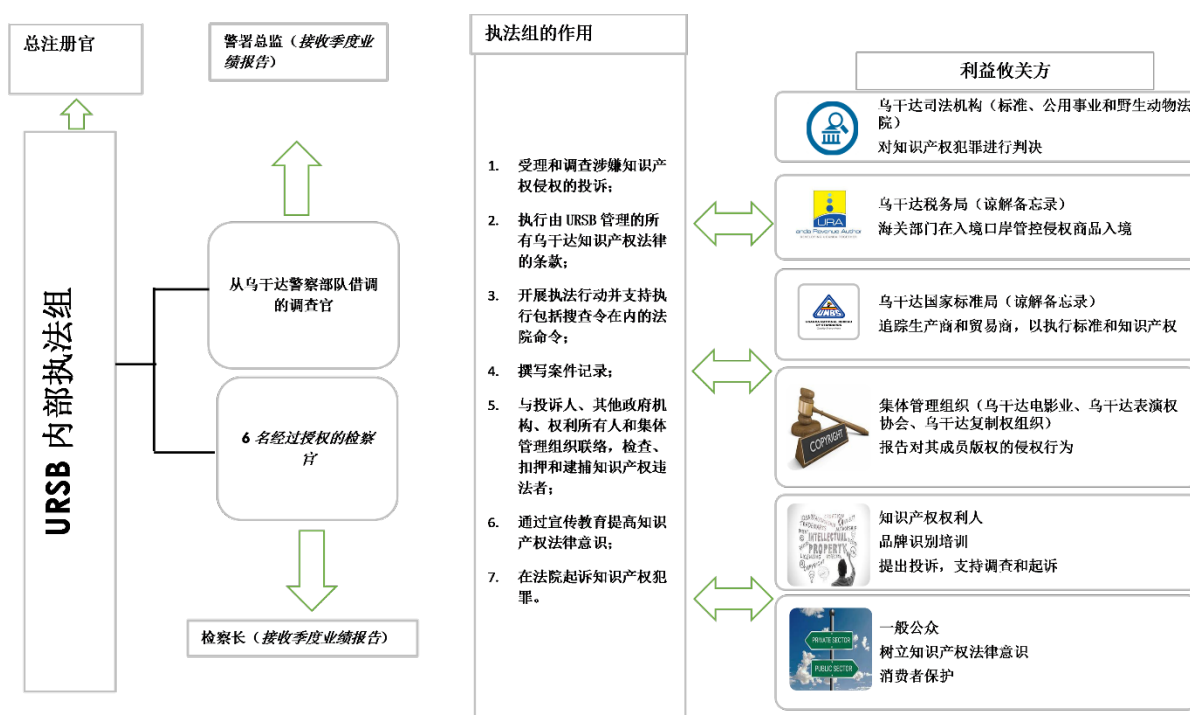 总注册官
警署总监（接收季度业
绩报告）
URSB 内部执法组
从乌干达警察部队借调
的调查官
6 名经过授权的检察
官
检察长（接收季度业绩报告）
执法组的作用
1. 受理和调查涉嫌知识产
权侵权的投诉；
2. 执行由 URSB 管理的所
有乌干达知识产权法律
的条款；
3. 开展执法行动并支持执
行包括搜查令在内的法
院命令；
4. 撰写案件记录；
5. 与投诉人、其他政府机
构、权利所有人和集体
管理组织联络，检查、
扣押和逮捕知识产权违
法者；
6. 通过宣传教育提高知识
产权法律意识；
7. 在法院起诉知识产权犯
罪。
利益攸关方
乌干达司法机构（标准、公用事业和野生动物法
院）
对知识产权犯罪进行判决
URA
anda Revenue Author
乌干达税务局（谅解备忘录）
海关部门在入境口岸管控侵权商品入境
UNBS
乌干达国家标准局（谅解备忘录）
追踪生产商和贸易商，以执行标准和知识产权
COPYRIGHT
集体管理组织（乌干达电影业、乌干达表演权
协会、乌干达复制权组织）
报告对其成员版权的侵权行为
INTELLECTUAL
PROPERTY
知识产权权利人
品牌识别培训
提出投诉，支持调查和起诉
PRIVATE SECTOR
PUBLIC SECTOR
一般公众
树立知识产权法律意识
消费者保护